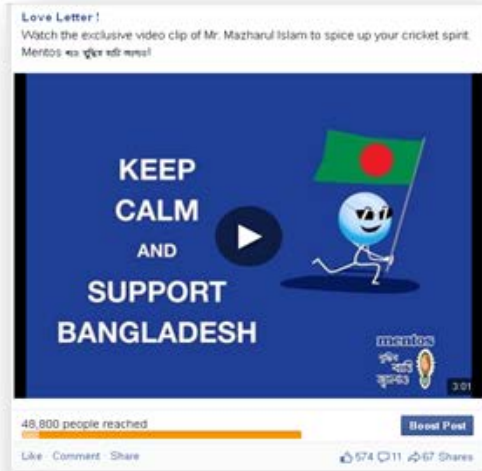 Love Letter !
Watch the exclusive video clip of Mr. Mazharul Islam to spice up your cricket spirit.
Mentos
KEEP
CALM
AND
SUPPORT
BANGLADESH
mentos
বুদ্ধির
বাত্তি
জ্বালাও
3:01
48,800 people reached
Boost Post
Like Comment Share
574 11 67 Shares